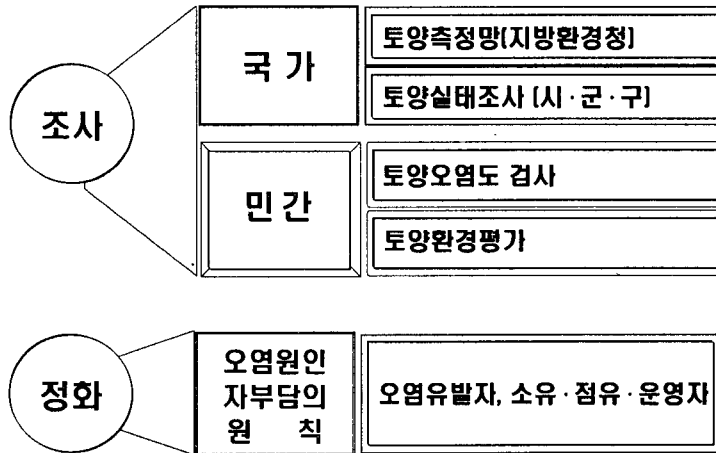 조사
국 가
토양측정망(지방환경청)
토양실태조사 (시·군·구)
민 간
토양오염도 검사
토양환경평가
정화
오염원인
자부담의
원 칙
오염유발자, 소유·점유·운영자